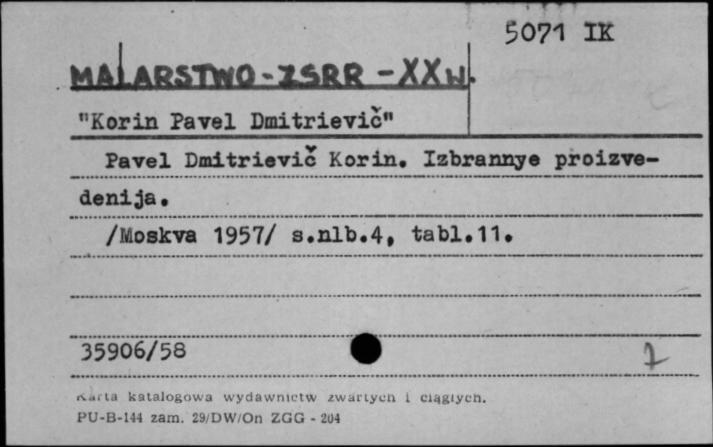 5071 IK
MALARSTWO-ZSRR-XXw.
"Korin Pavel Dmitrievič"
Pavel Dmitrievič Korin. Izbrannye proizve-
denija.
/Moskva 1957/ s.nlb.4, tabl.11.
35906/58
7
Karta katalogowa wydawnictw zwartych i ciągłych.
PU-B-144 zam. 29/DW/On ZGG - 204